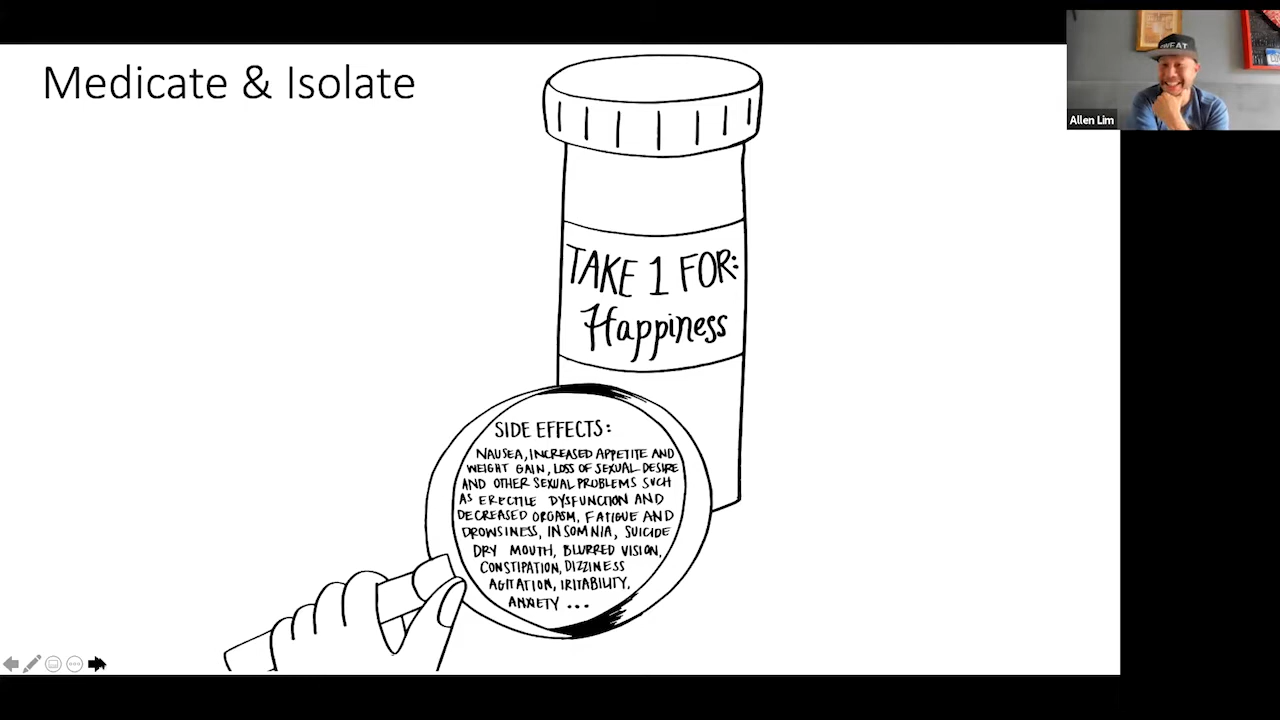 Medicate & Isolate
TAKE 1 FOR:
Happiness
SIDE EFFECTS:
NAUSEA, INCREASED APPETITE AND
WEIGHT GAIN, LOSS OF SEXUAL DESIRE
AND OTHER SEXUAL PROBLEMS SUCH
AS ERECTILE DYSFUNCTION AND
DECREASED ORGASM, FATIGUE AND
DROWSINESS, INSOMNIA, SUICIDE
DRY MOUTH, BLURRED VISION,
CONSTIPATION, DIZZINESS
AGITATION, IRITABILITY,
ANXIETY ...
Allen Lim